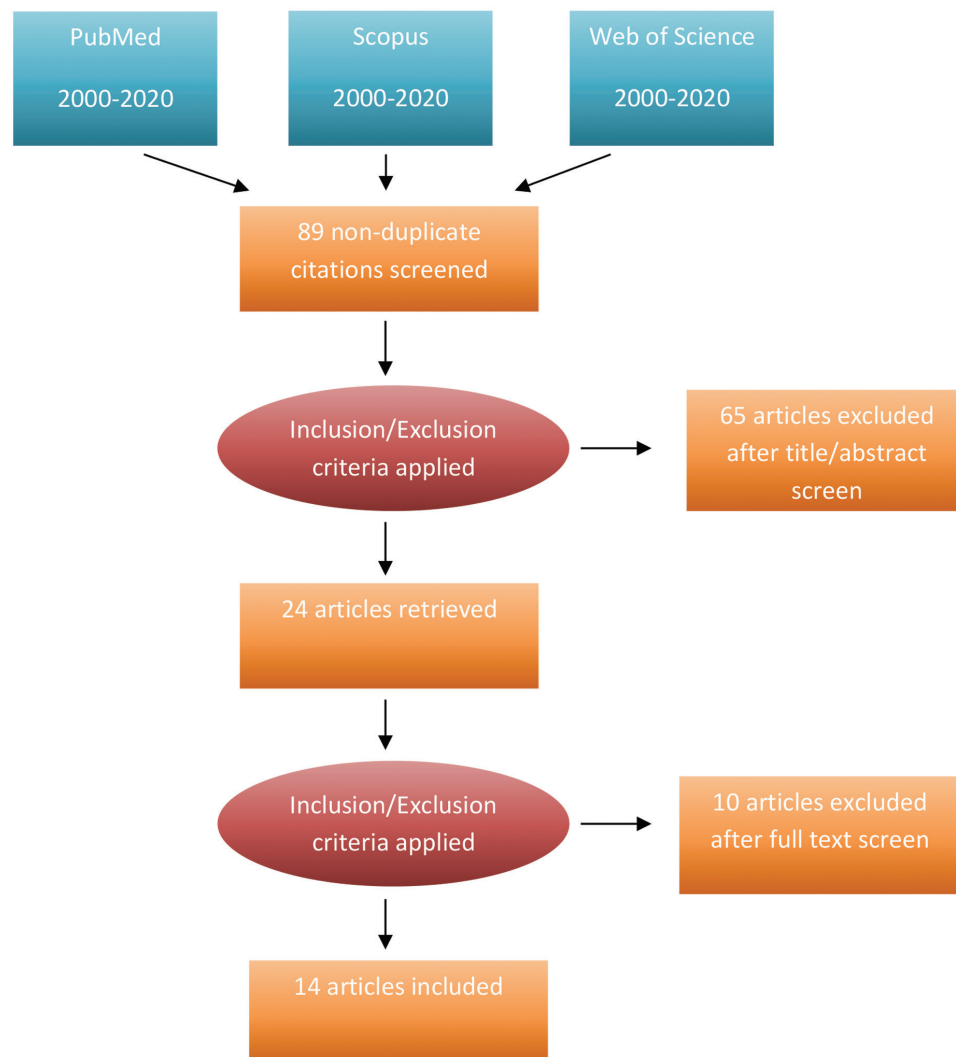 PubMed
2000-2020
Scopus
2000-2020
Web of Science
2000-2020
89 non-duplicate
citations screened
Inclusion/Exclusion
criteria applied
65 articles excluded
after title/abstract
screen
24 articles retrieved
Inclusion/Exclusion
criteria applied
10 articles excluded
after full text screen
14 articles included